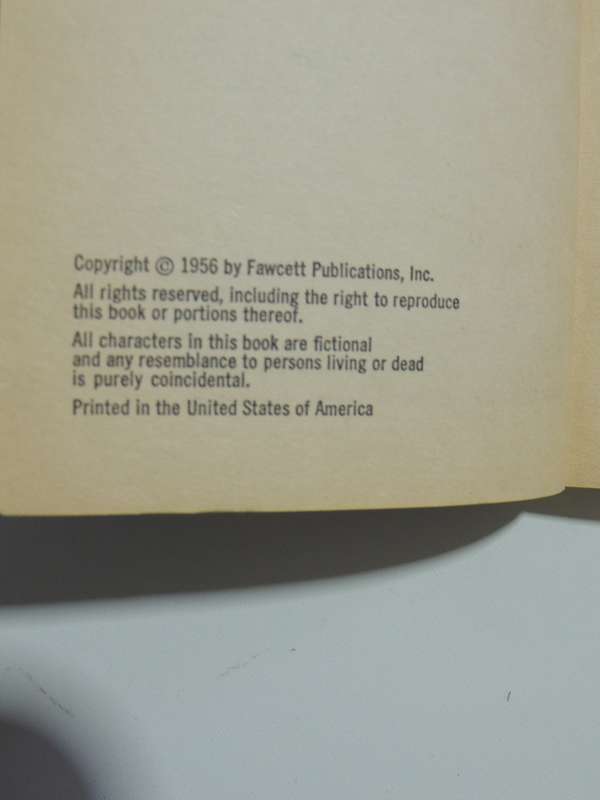 Copyright © 1956 by Fawcett Publications, Inc.
All rights reserved, including the right to reproduce
this book or portions thereof.
All characters in this book are fictional
and any resemblance to persons living or dead
is purely coincidental.
Printed in the United States of America